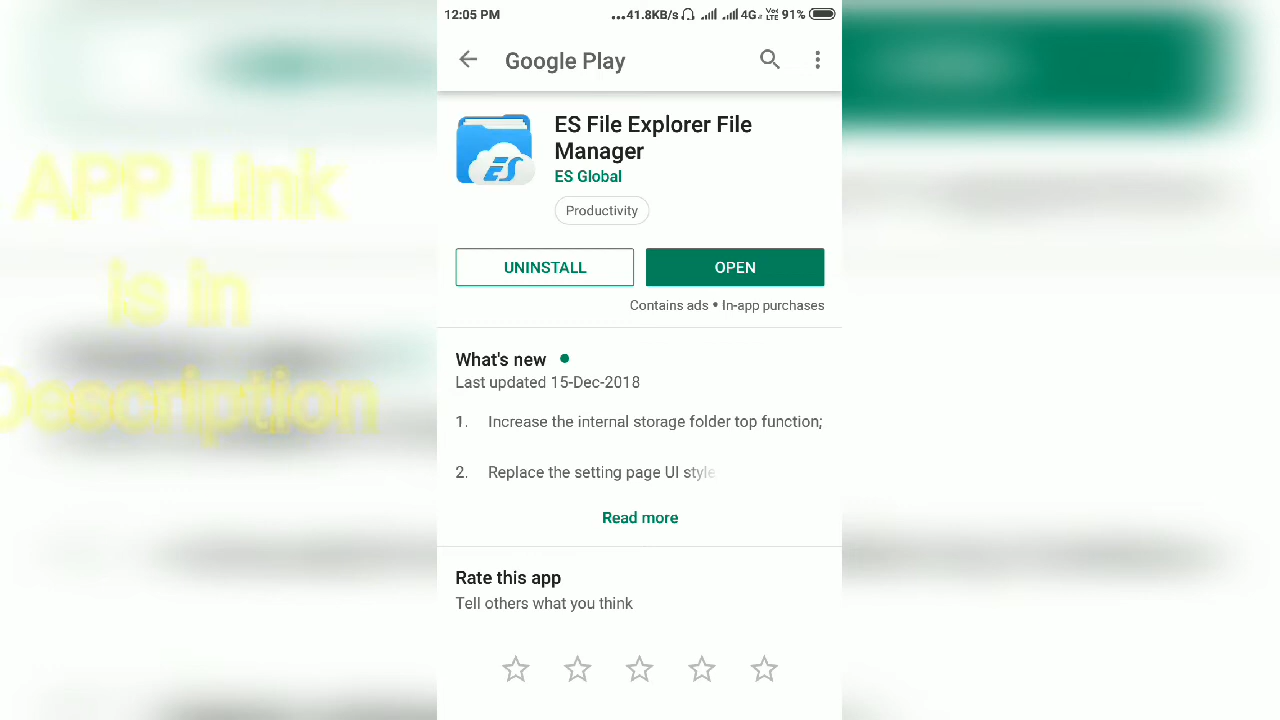 12:05 PM
...41.8KB/s 4G Vo LTE 91%
Google Play
ES File Explorer File
Manager
ES
ES Global
Productivity
UNINSTALL
OPEN
Contains ads • In-app purchases
What's new
Last updated 15-Dec-2018
1. Increase the internal storage folder top function;
2. Replace the setting page UI style
Read more
Rate this app
Tell others what you think
APP Link
is in
Description